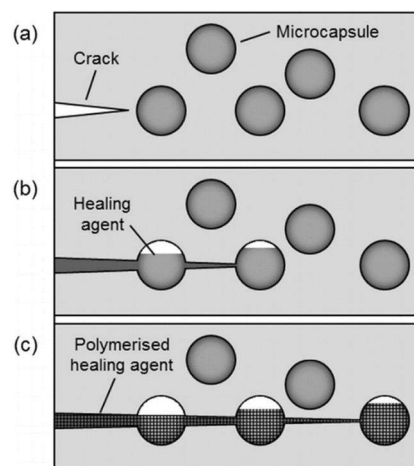 (a)
Microcapsule
Crack
(b)
Healing
agent
(c)
Polymerised
healing agent